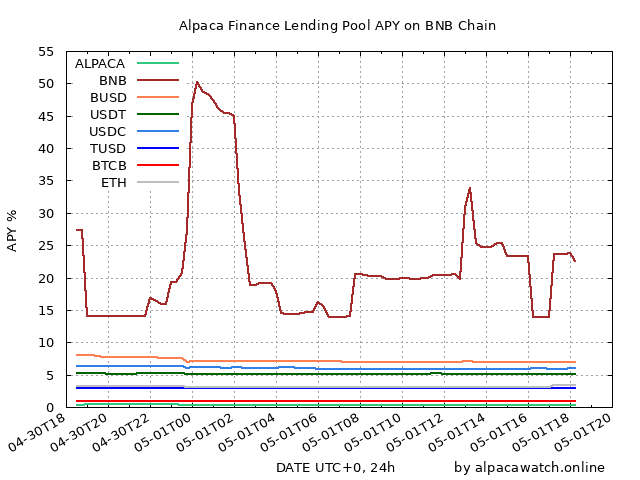 Alpaca Finance Lending Pool APY on BNB Chain
55
50
45
40
35
30
25
20
15
10
5
0
APY %
ALPACA
BNB
BUSD
USDT
USDC
TUSD
BTCB
ETH
04-30T18
04-30T20
04-30T22
05-01T00
05-01T02
05-01T04
05-01T06
05-01T08
05-01T10
05-01T12
05-01T14
05-01T16
05-01T18
05-01T20
DATE UTC+0, 24h
by alpacawatch.online